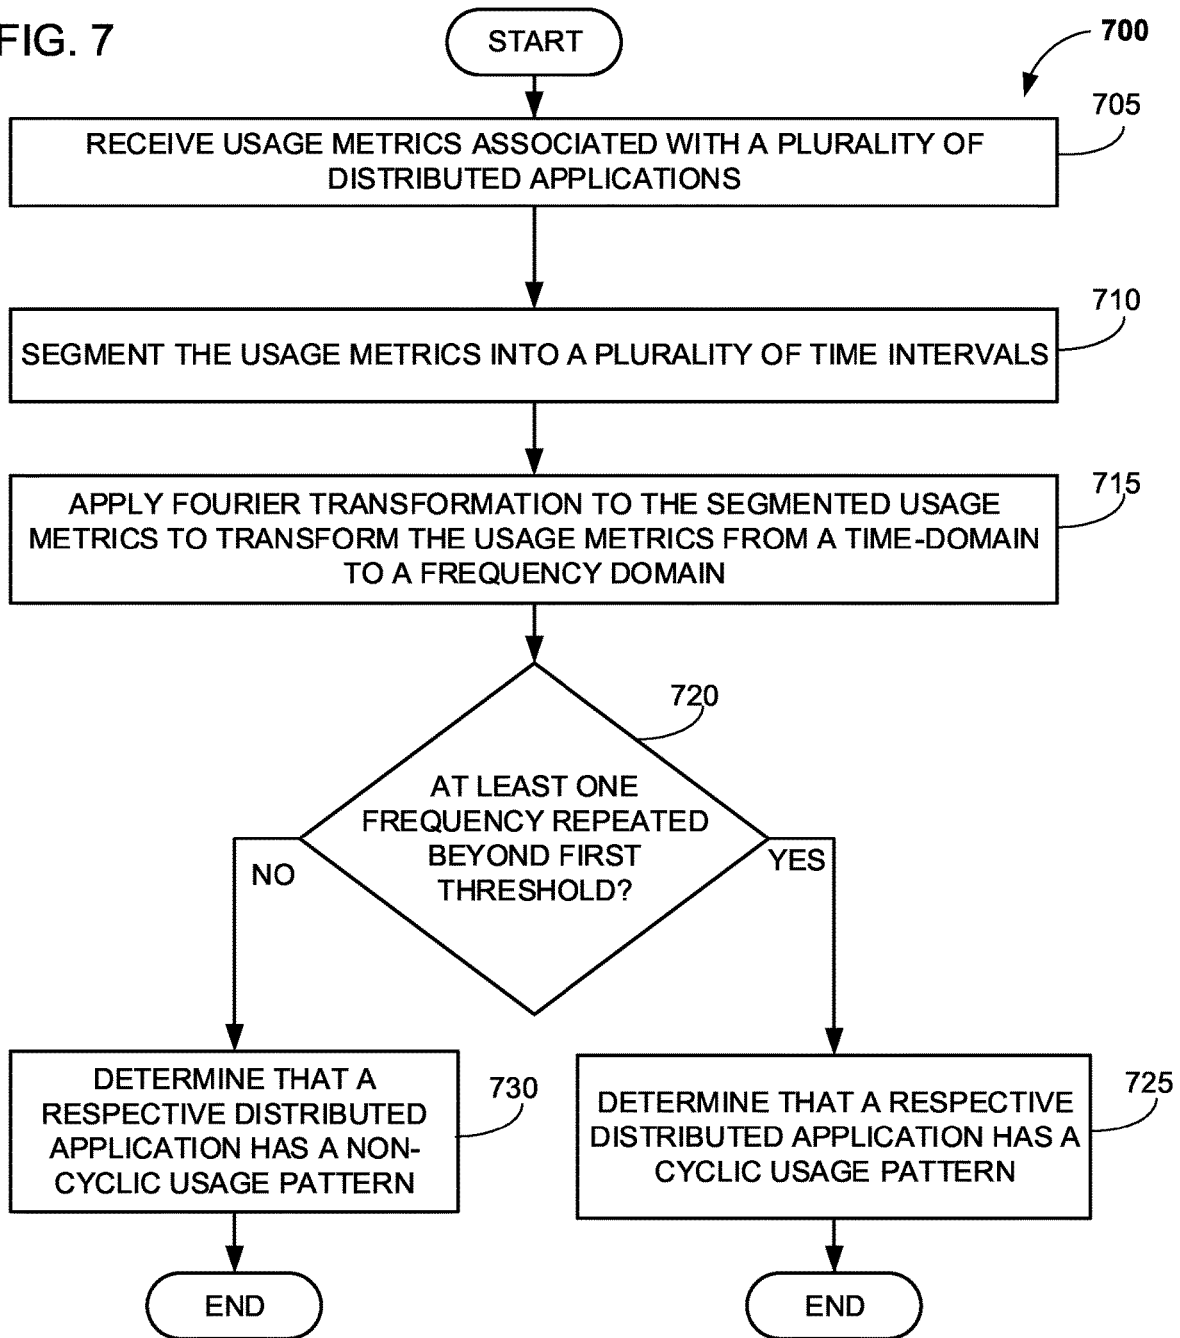 FIG. 7
START
700
705
RECEIVE USAGE METRICS ASSOCIATED WITH A PLURALITY OF
DISTRIBUTED APPLICATIONS
710
SEGMENT THE USAGE METRICS INTO A PLURALITY OF TIME INTERVALS
715
APPLY FOURIER TRANSFORMATION TO THE SEGMENTED USAGE
METRICS TO TRANSFORM THE USAGE METRICS FROM A TIME-DOMAIN
TO A FREQUENCY DOMAIN
720
AT LEAST ONE
FREQUENCY REPEATED
BEYOND FIRST
THRESHOLD?
NO
YES
DETERMINE THAT A
RESPECTIVE DISTRIBUTED
APPLICATION HAS A NON-
CYCLIC USAGE PATTERN
730
DETERMINE THAT A RESPECTIVE
DISTRIBUTED APPLICATION HAS A
CYCLIC USAGE PATTERN
725
END
END